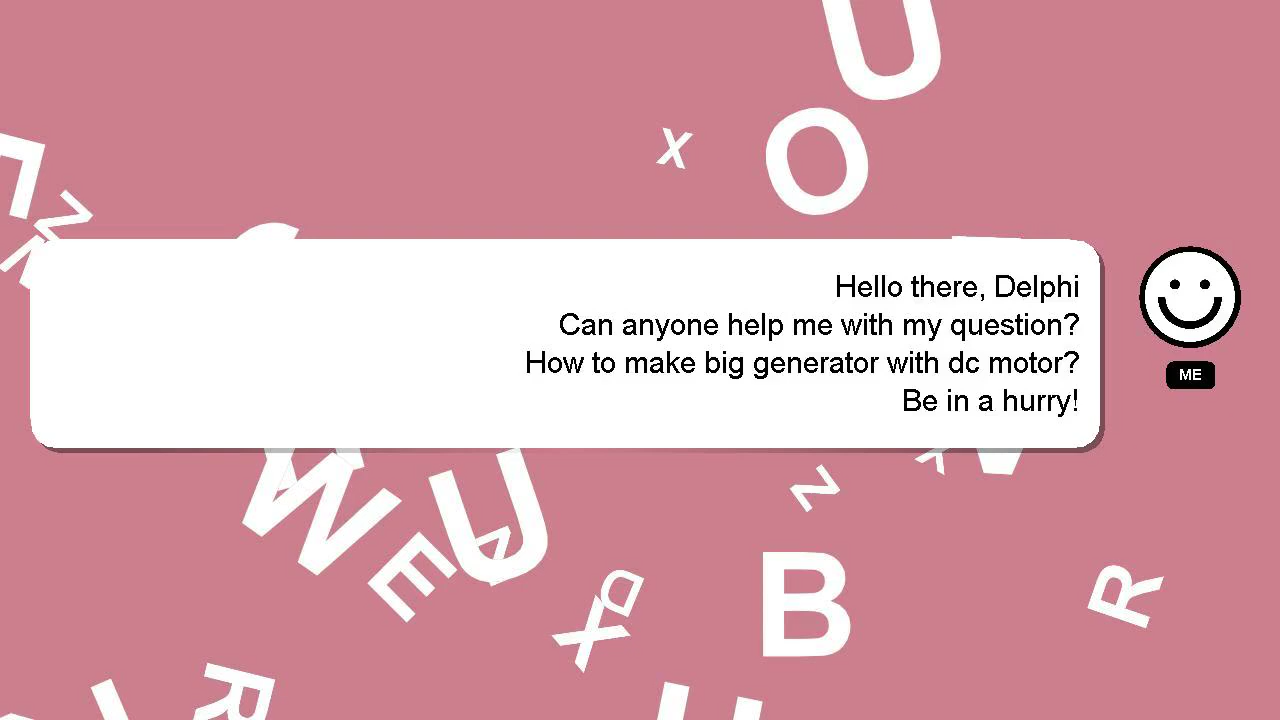 Hello there, Delphi
Can anyone help me with my question?
How to make big generator with dc motor?
Be in a hurry!
ME
U
O
X
Z
W
U
E
Z
X
D
X
B
R
R